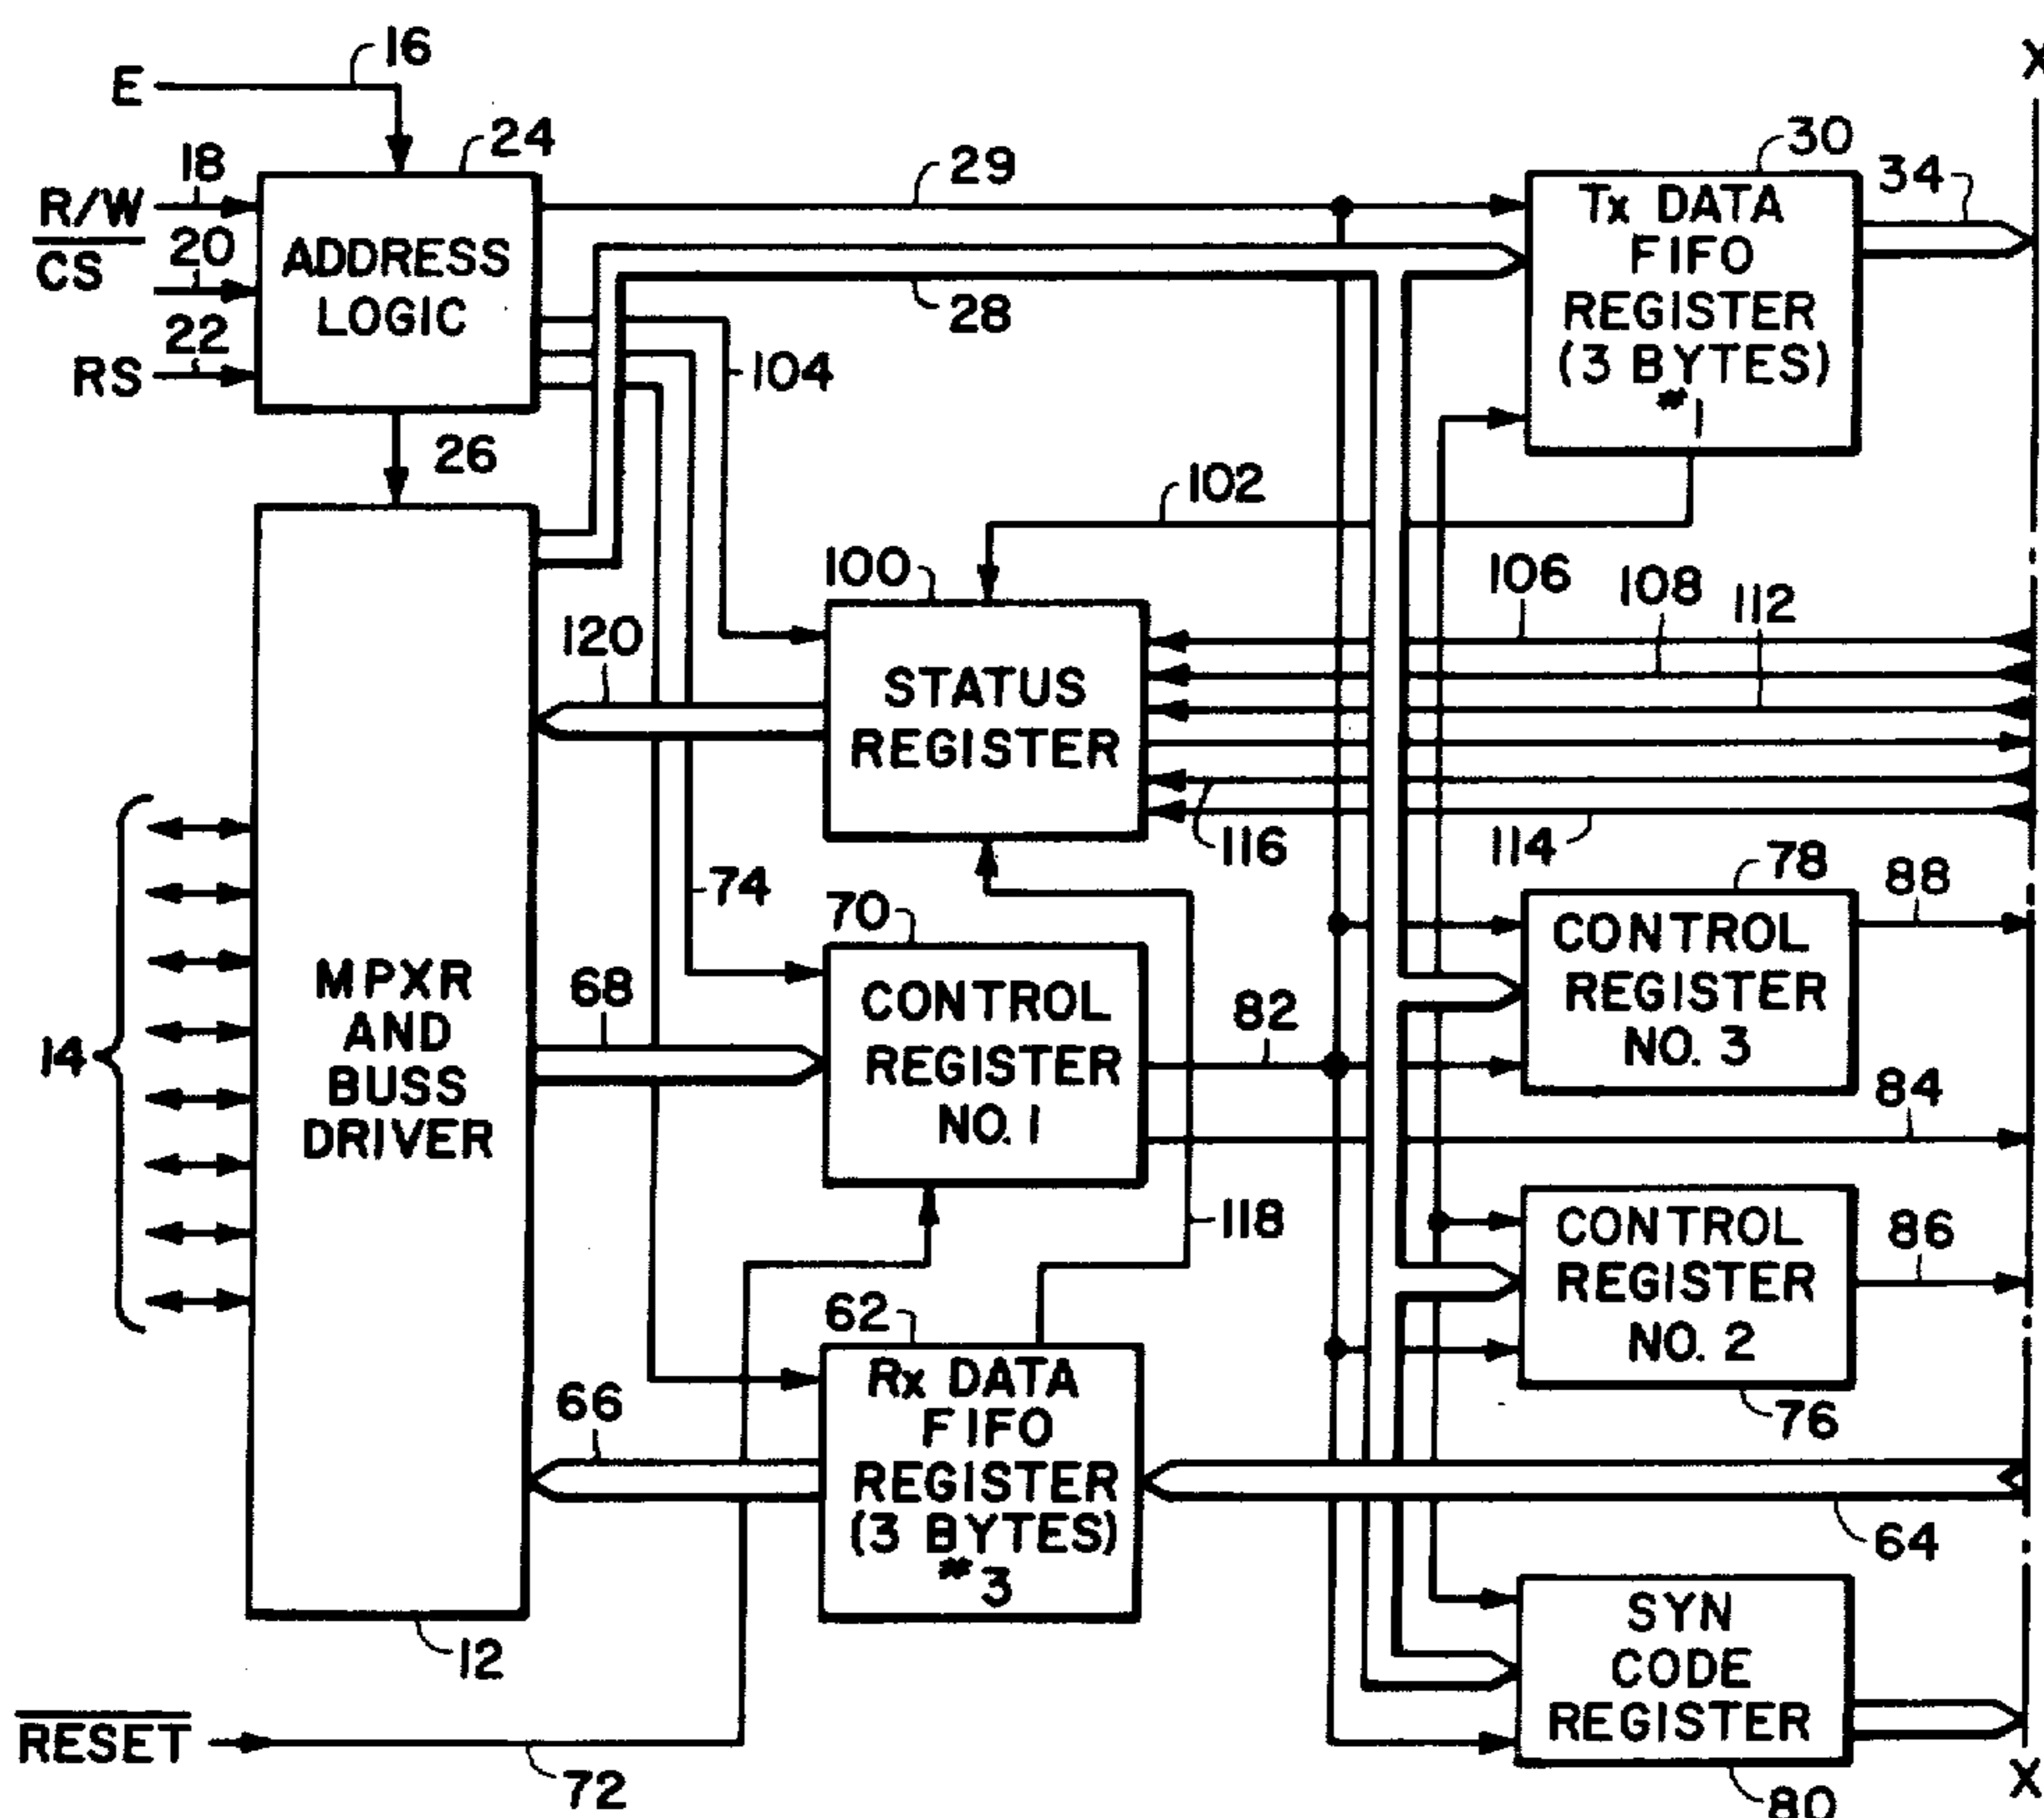 16
E
24
18
R/W
29
30
34
X
20
CS
ADDRESS
LOGIC
Tx DATA
FIFO
REGISTER
(3 BYTES)
#1
28
22
RS
104
26
102
100
106
108
112
120
STATUS
REGISTER
116
114
74
70
78
88
14
MPXR
AND
BUSS
DRIVER
68
CONTROL
REGISTER
NO. 1
82
CONTROL
REGISTER
NO. 3
84
118
CONTROL
REGISTER
NO. 2
86
62
76
66
Rx DATA
FIFO
REGISTER
(3 BYTES)
#3
64
12
SYN
CODE
REGISTER
RESET
72
80
X